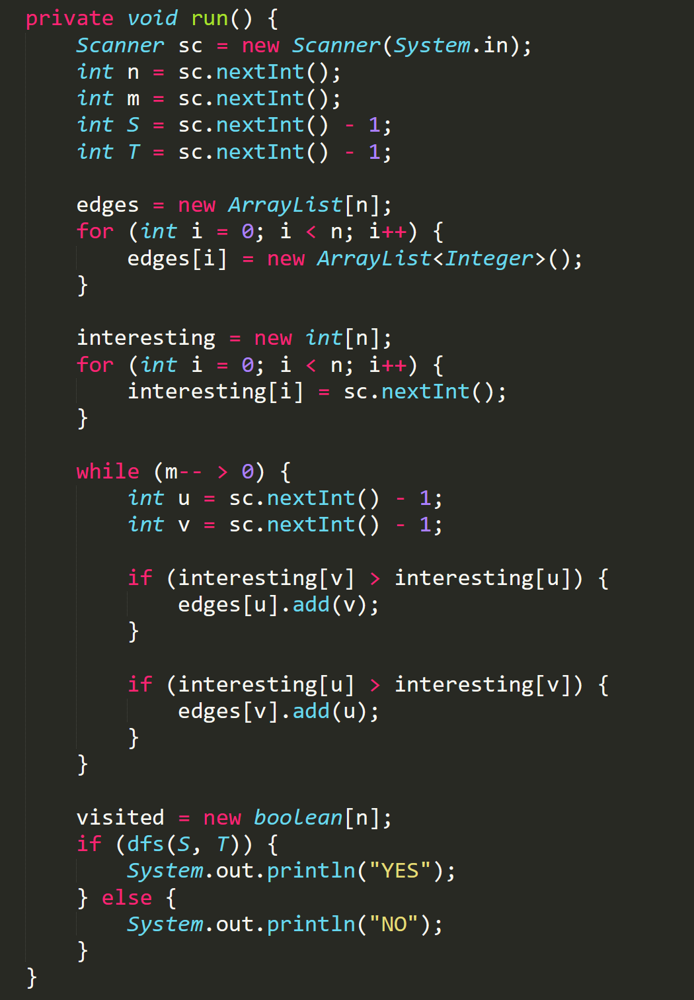 private void run() {
    Scanner sc = new Scanner(System.in);
    int n = sc.nextInt();
    int m = sc.nextInt();
    int S = sc.nextInt() - 1;
    int T = sc.nextInt() - 1;

    edges = new ArrayList[n];
    for (int i = 0; i < n; i++) {
        edges[i] = new ArrayList<Integer>();
    }

    interesting = new int[n];
    for (int i = 0; i < n; i++) {
        interesting[i] = sc.nextInt();
    }

    while (m-- > 0) {
        int u = sc.nextInt() - 1;
        int v = sc.nextInt() - 1;

        if (interesting[v] > interesting[u]) {
            edges[u].add(v);
        }

        if (interesting[u] > interesting[v]) {
            edges[v].add(u);
        }
    }

    visited = new boolean[n];
    if (dfs(S, T)) {
        System.out.println("YES");
    } else {
        System.out.println("NO");
    }
}